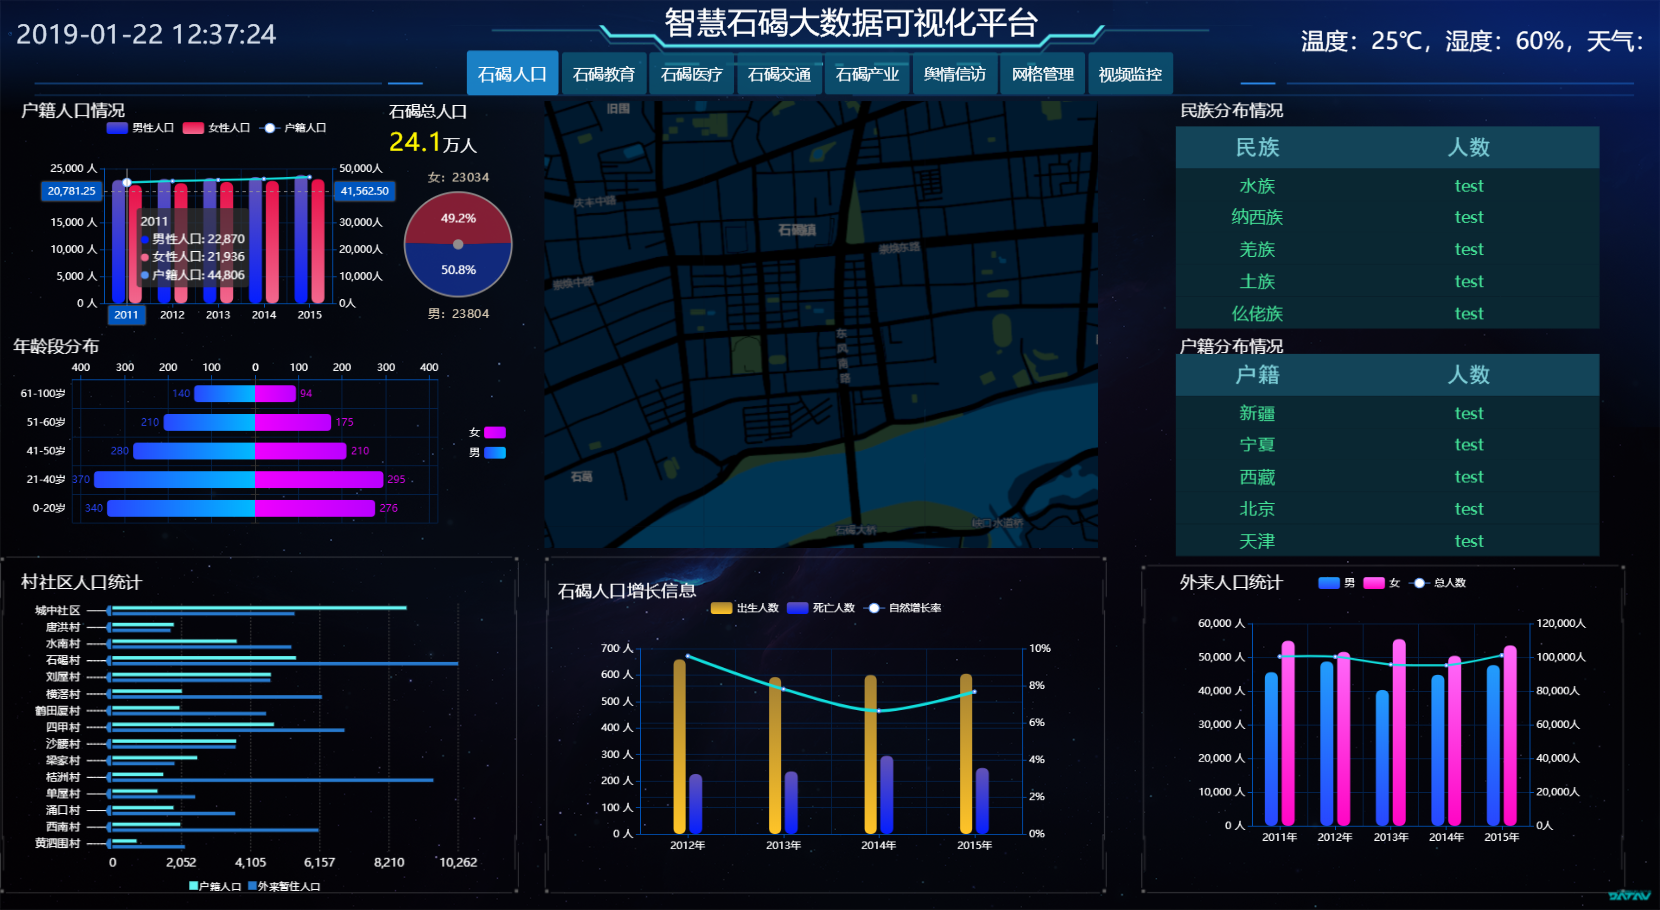 2019-01-22 12:37:24
智慧石碣大数据可视化平台
温度：25℃，湿度：60%，天气：
石碣人口 石碣教育 石碣医疗 石碣交通 石碣产业 舆情信访 网格管理 视频监控
户籍人口情况
男性人口 女性人口 户籍人口
25,000 人 50,000人
20,781.25 41,562.50
15,000 人 30,000人
10,000 人 20,000人
5,000 人 10,000人
0 人 0人
2011
男性人口: 22,870
女性人口: 21,936
户籍人口: 44,806
2011 2012 2013 2014 2015
石碣总人口
24.1万人
女: 23034
49.2%
50.8%
男: 23804
年龄段分布
400 300 200 100 0 100 200 300 400
61-100岁 140 94
51-60岁 210 175
41-50岁 280 210
21-40岁 370 295
0-20岁 340 276
女
男
旧围
庆丰中路
石碣镇
崇焕东路
崇焕中路
东风南路
石碣大桥
峡口水道桥
民族分布情况
民族 人数
水族 test
纳西族 test
羌族 test
土族 test
仫佬族 test
户籍分布情况
户籍 人数
新疆 test
宁夏 test
西藏 test
北京 test
天津 test
村社区人口统计
城中社区
唐洪村
水南村
石碣村
刘屋村
横滘村
鹤田厦村
四甲村
沙腰村
梁家村
桔洲村
单屋村
涌口村
西南村
黄泗围村
0 2,052 4,105 6,157 8,210 10,262
户籍人口 外来暂住人口
石碣人口增长信息
出生人数 死亡人数 自然增长率
700 人 10%
600 人 8%
500 人
400 人 6%
300 人 4%
200 人
100 人 2%
0 人 0%
2012年 2013年 2014年 2015年
外来人口统计
男 女 总人数
60,000 人 120,000人
50,000 人 100,000人
40,000 人 80,000人
30,000 人 60,000人
20,000 人 40,000人
10,000 人 20,000人
0 人 0人
2011年 2012年 2013年 2014年 2015年
DATAV